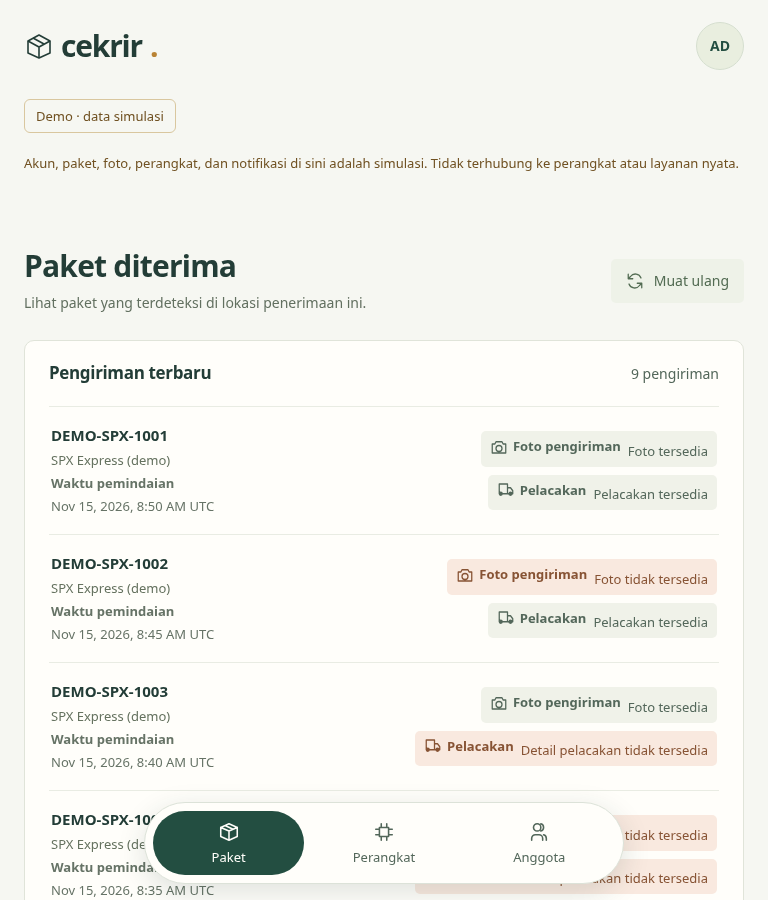 cekrir.
AD
Demo · data simulasi
Akun, paket, foto, perangkat, dan notifikasi di sini adalah simulasi. Tidak terhubung ke perangkat atau layanan nyata.
Paket diterima
Lihat paket yang terdeteksi di lokasi penerimaan ini.
Muat ulang
Pengiriman terbaru
9 pengiriman
DEMO-SPX-1001
SPX Express (demo)
Waktu pemindaian
Nov 15, 2026, 8:50 AM UTC
Foto pengiriman Foto tersedia
Pelacakan Pelacakan tersedia
DEMO-SPX-1002
SPX Express (demo)
Waktu pemindaian
Nov 15, 2026, 8:45 AM UTC
Foto pengiriman Foto tidak tersedia
Pelacakan Pelacakan tersedia
DEMO-SPX-1003
SPX Express (demo)
Waktu pemindaian
Nov 15, 2026, 8:40 AM UTC
Foto pengiriman Foto tersedia
Pelacakan Detail pelacakan tidak tersedia
SPX Express
Nov 15, 2026, 8:35 AM UTC
tidak tersedia
tidak tersedia
Paket
Perangkat
Anggota